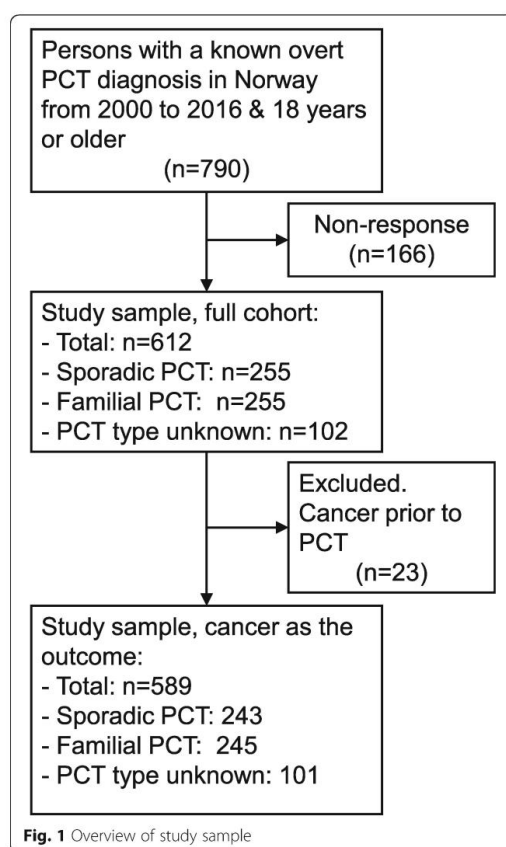 Persons with a known overt
PCT diagnosis in Norway
from 2000 to 2016 & 18 years
or older
(n=790)
Non-response
(n=166)
Study sample, full cohort:
- Total: n=612
- Sporadic PCT: n=255
- Familial PCT: n=255
- PCT type unknown: n=102
Excluded.
Cancer prior to
PCT
(n=23)
Study sample, cancer as the
outcome:
- Total: n=589
- Sporadic PCT: 243
- Familial PCT: 245
- PCT type unknown: 101
Fig. 1 Overview of study sample